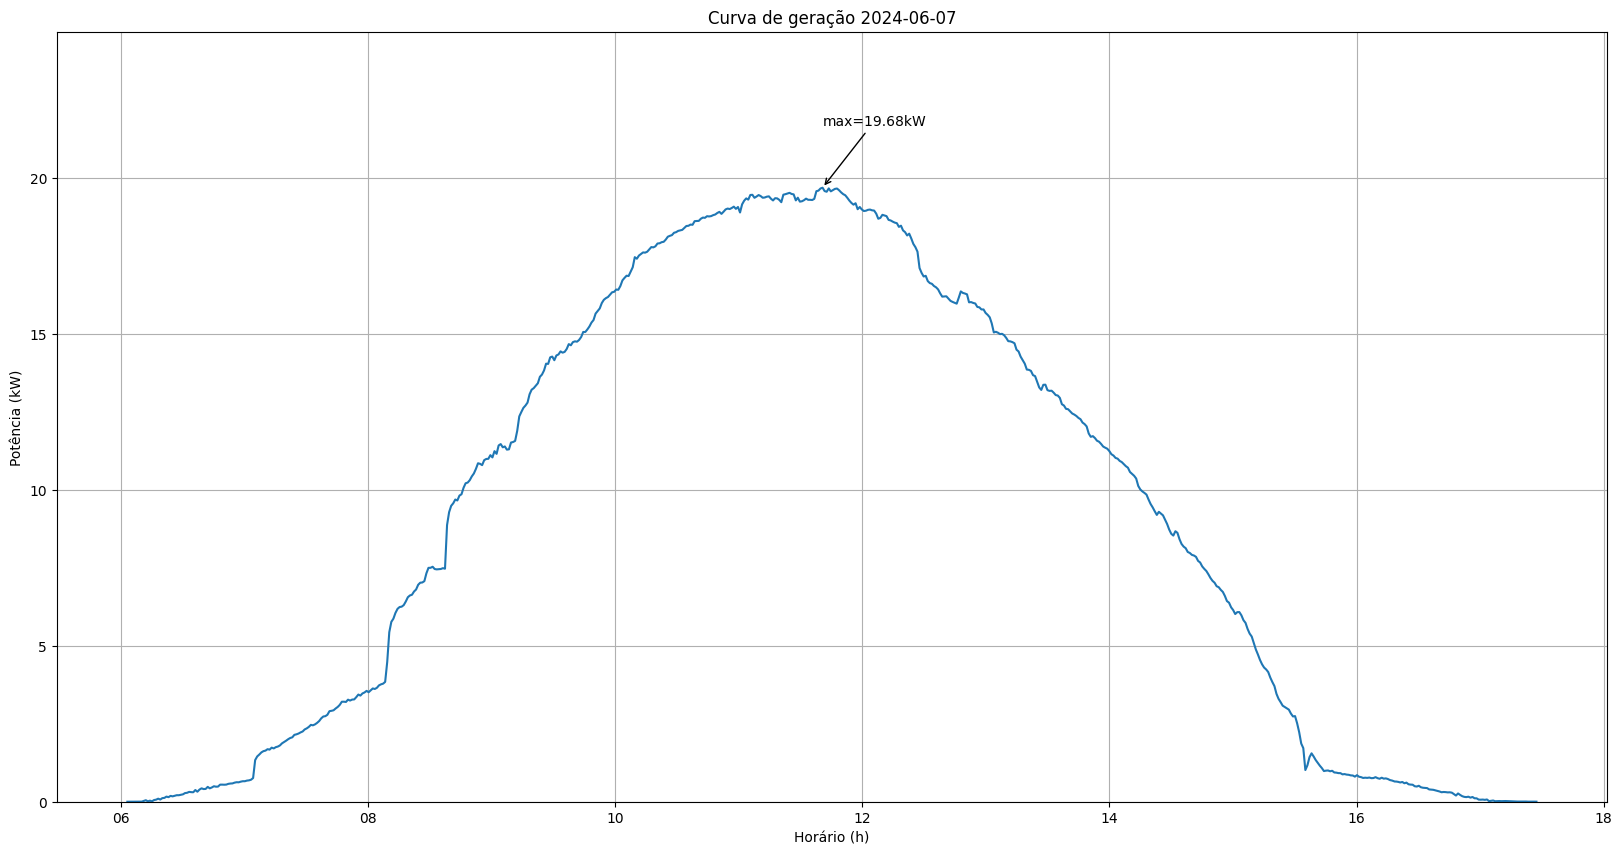 Curva de geração 2024-06-07
max=19.68kW
Potência (kW)
20
15
10
5
0
06 08 10 12 14 16 18
Horário (h)